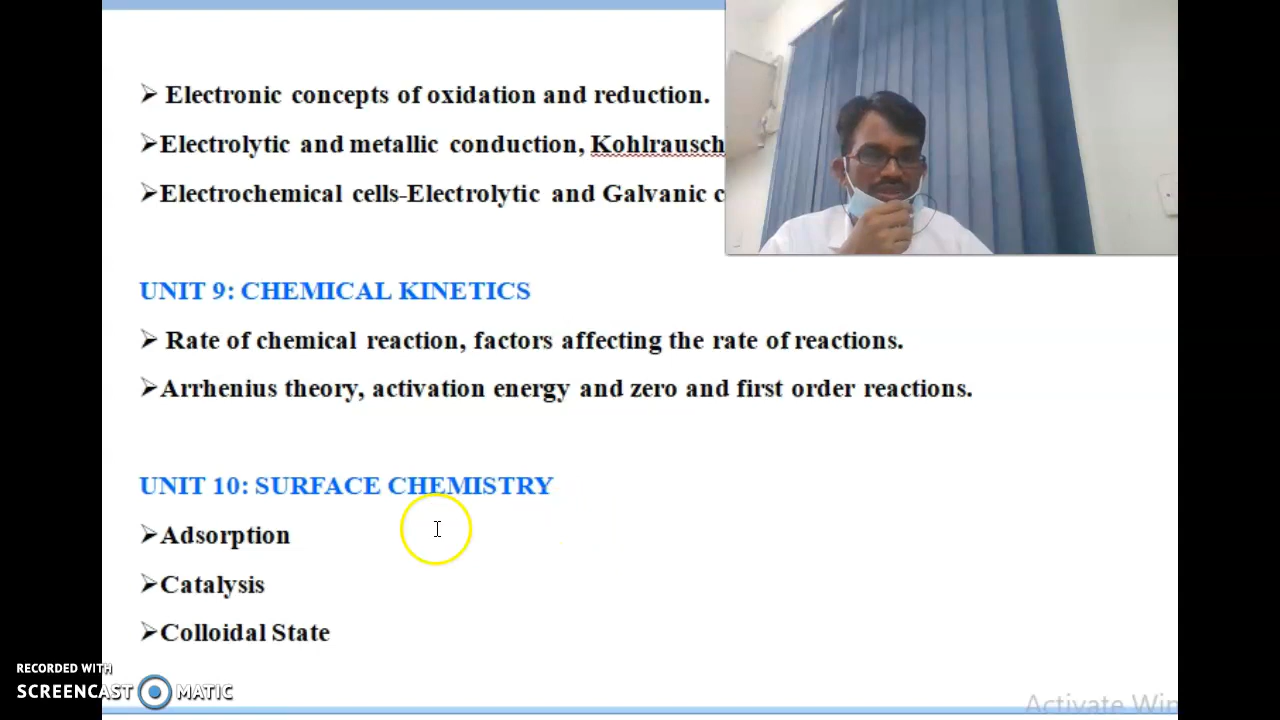 ➢ Electronic concepts of oxidation and reduction.
➢Electrolytic and metallic conduction, Kohlrausch
➢Electrochemical cells-Electrolytic and Galvanic c
UNIT 9: CHEMICAL KINETICS
➢ Rate of chemical reaction, factors affecting the rate of reactions.
➢Arrhenius theory, activation energy and zero and first order reactions.
UNIT 10: SURFACE CHEMISTRY
➢Adsorption
➢Catalysis
➢Colloidal State
RECORDED WITH
SCREENCAST MATIC
Activate Win